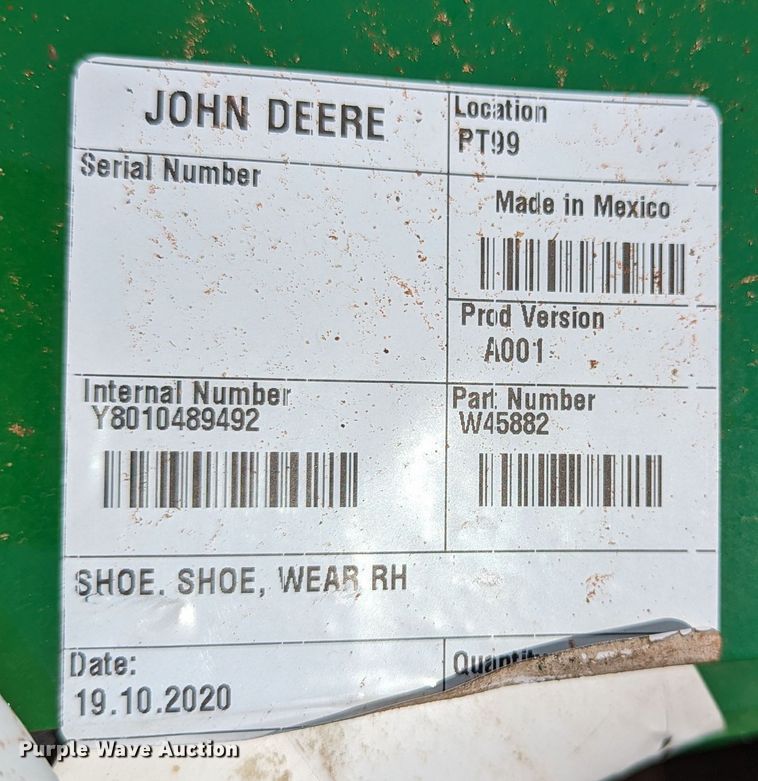 JOHN DEERE
Location
PT99
Serial Number
Made in Mexico
Prod Version
A001
Internal Number
Y8010489492
Part Number
W45882
SHOE. SHOE, WEAR RH
Date:
19.10.2020
Purple Wave Auction